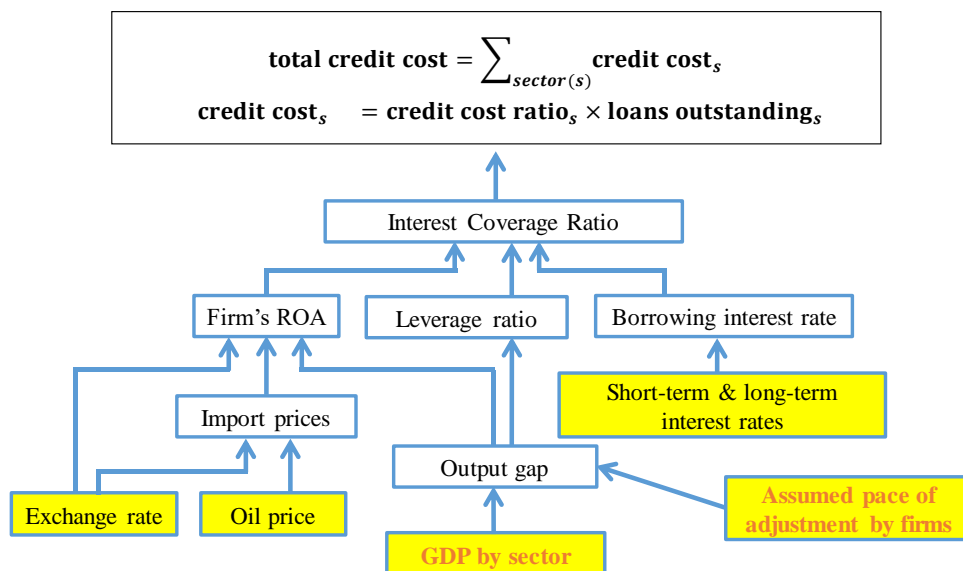 total credit cost = ∑sector(s) credit costs
credit costs = credit cost ratios × loans outstandings
Interest Coverage Ratio
Firm's ROA
Leverage ratio
Borrowing interest rate
Short-term & long-term
interest rates
Import prices
Output gap
Exchange rate
Oil price
Assumed pace of
adjustment by firms
GDP by sector